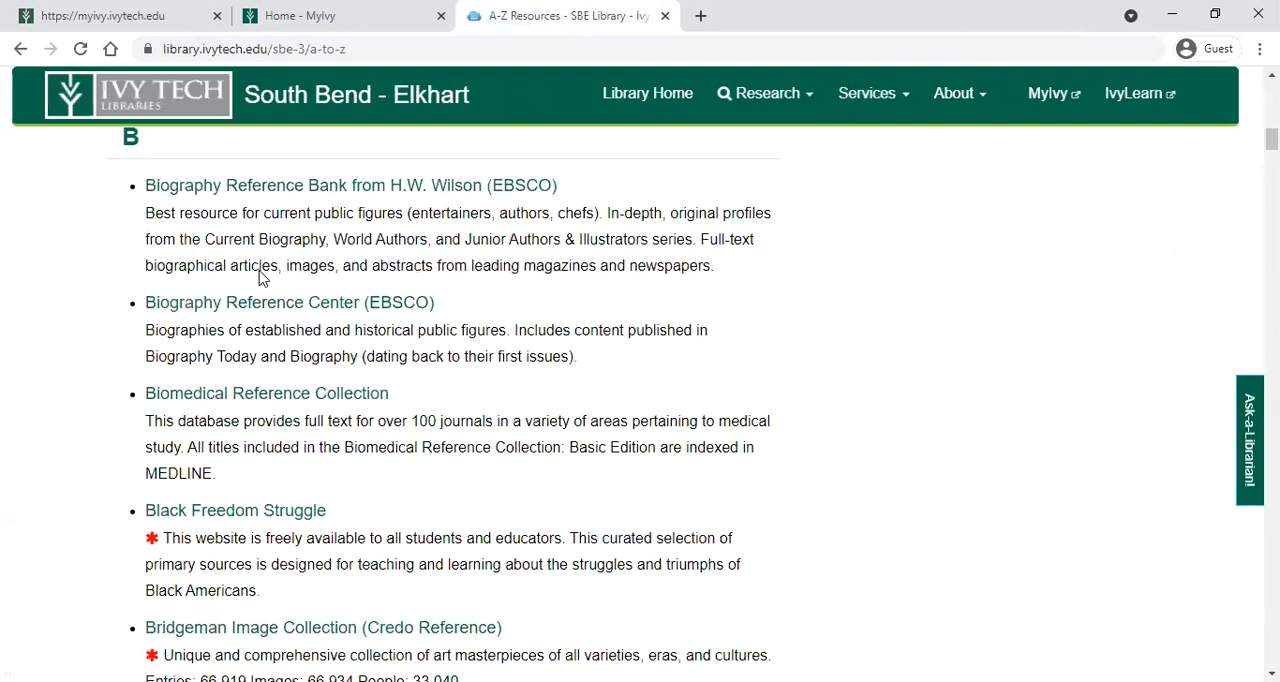 https://myivy.ivytech.edu
Home - MyIvy
A-Z Resources - SBE Library - Ivy
library.ivytech.edu/sbe-3/a-to-z
Guest
IVY TECH
LIBRARIES
South Bend - Elkhart
Library Home
Research
Services
About
MyIvy
IvyLearn
B
Biography Reference Bank from H.W. Wilson (EBSCO)
Best resource for current public figures (entertainers, authors, chefs). In-depth, original profiles
from the Current Biography, World Authors, and Junior Authors & Illustrators series. Full-text
biographical articles, images, and abstracts from leading magazines and newspapers.
Biography Reference Center (EBSCO)
Biographies of established and historical public figures. Includes content published in
Biography Today and Biography (dating back to their first issues).
Biomedical Reference Collection
This database provides full text for over 100 journals in a variety of areas pertaining to medical
study. All titles included in the Biomedical Reference Collection: Basic Edition are indexed in
MEDLINE.
Black Freedom Struggle
✱ This website is freely available to all students and educators. This curated selection of
primary sources is designed for teaching and learning about the struggles and triumphs of
Black Americans.
Bridgeman Image Collection (Credo Reference)
✱ Unique and comprehensive collection of art masterpieces of all varieties, eras, and cultures.
Entries: 66,919 Images: 66,934 People: 33,040
Ask-a-Librarian!